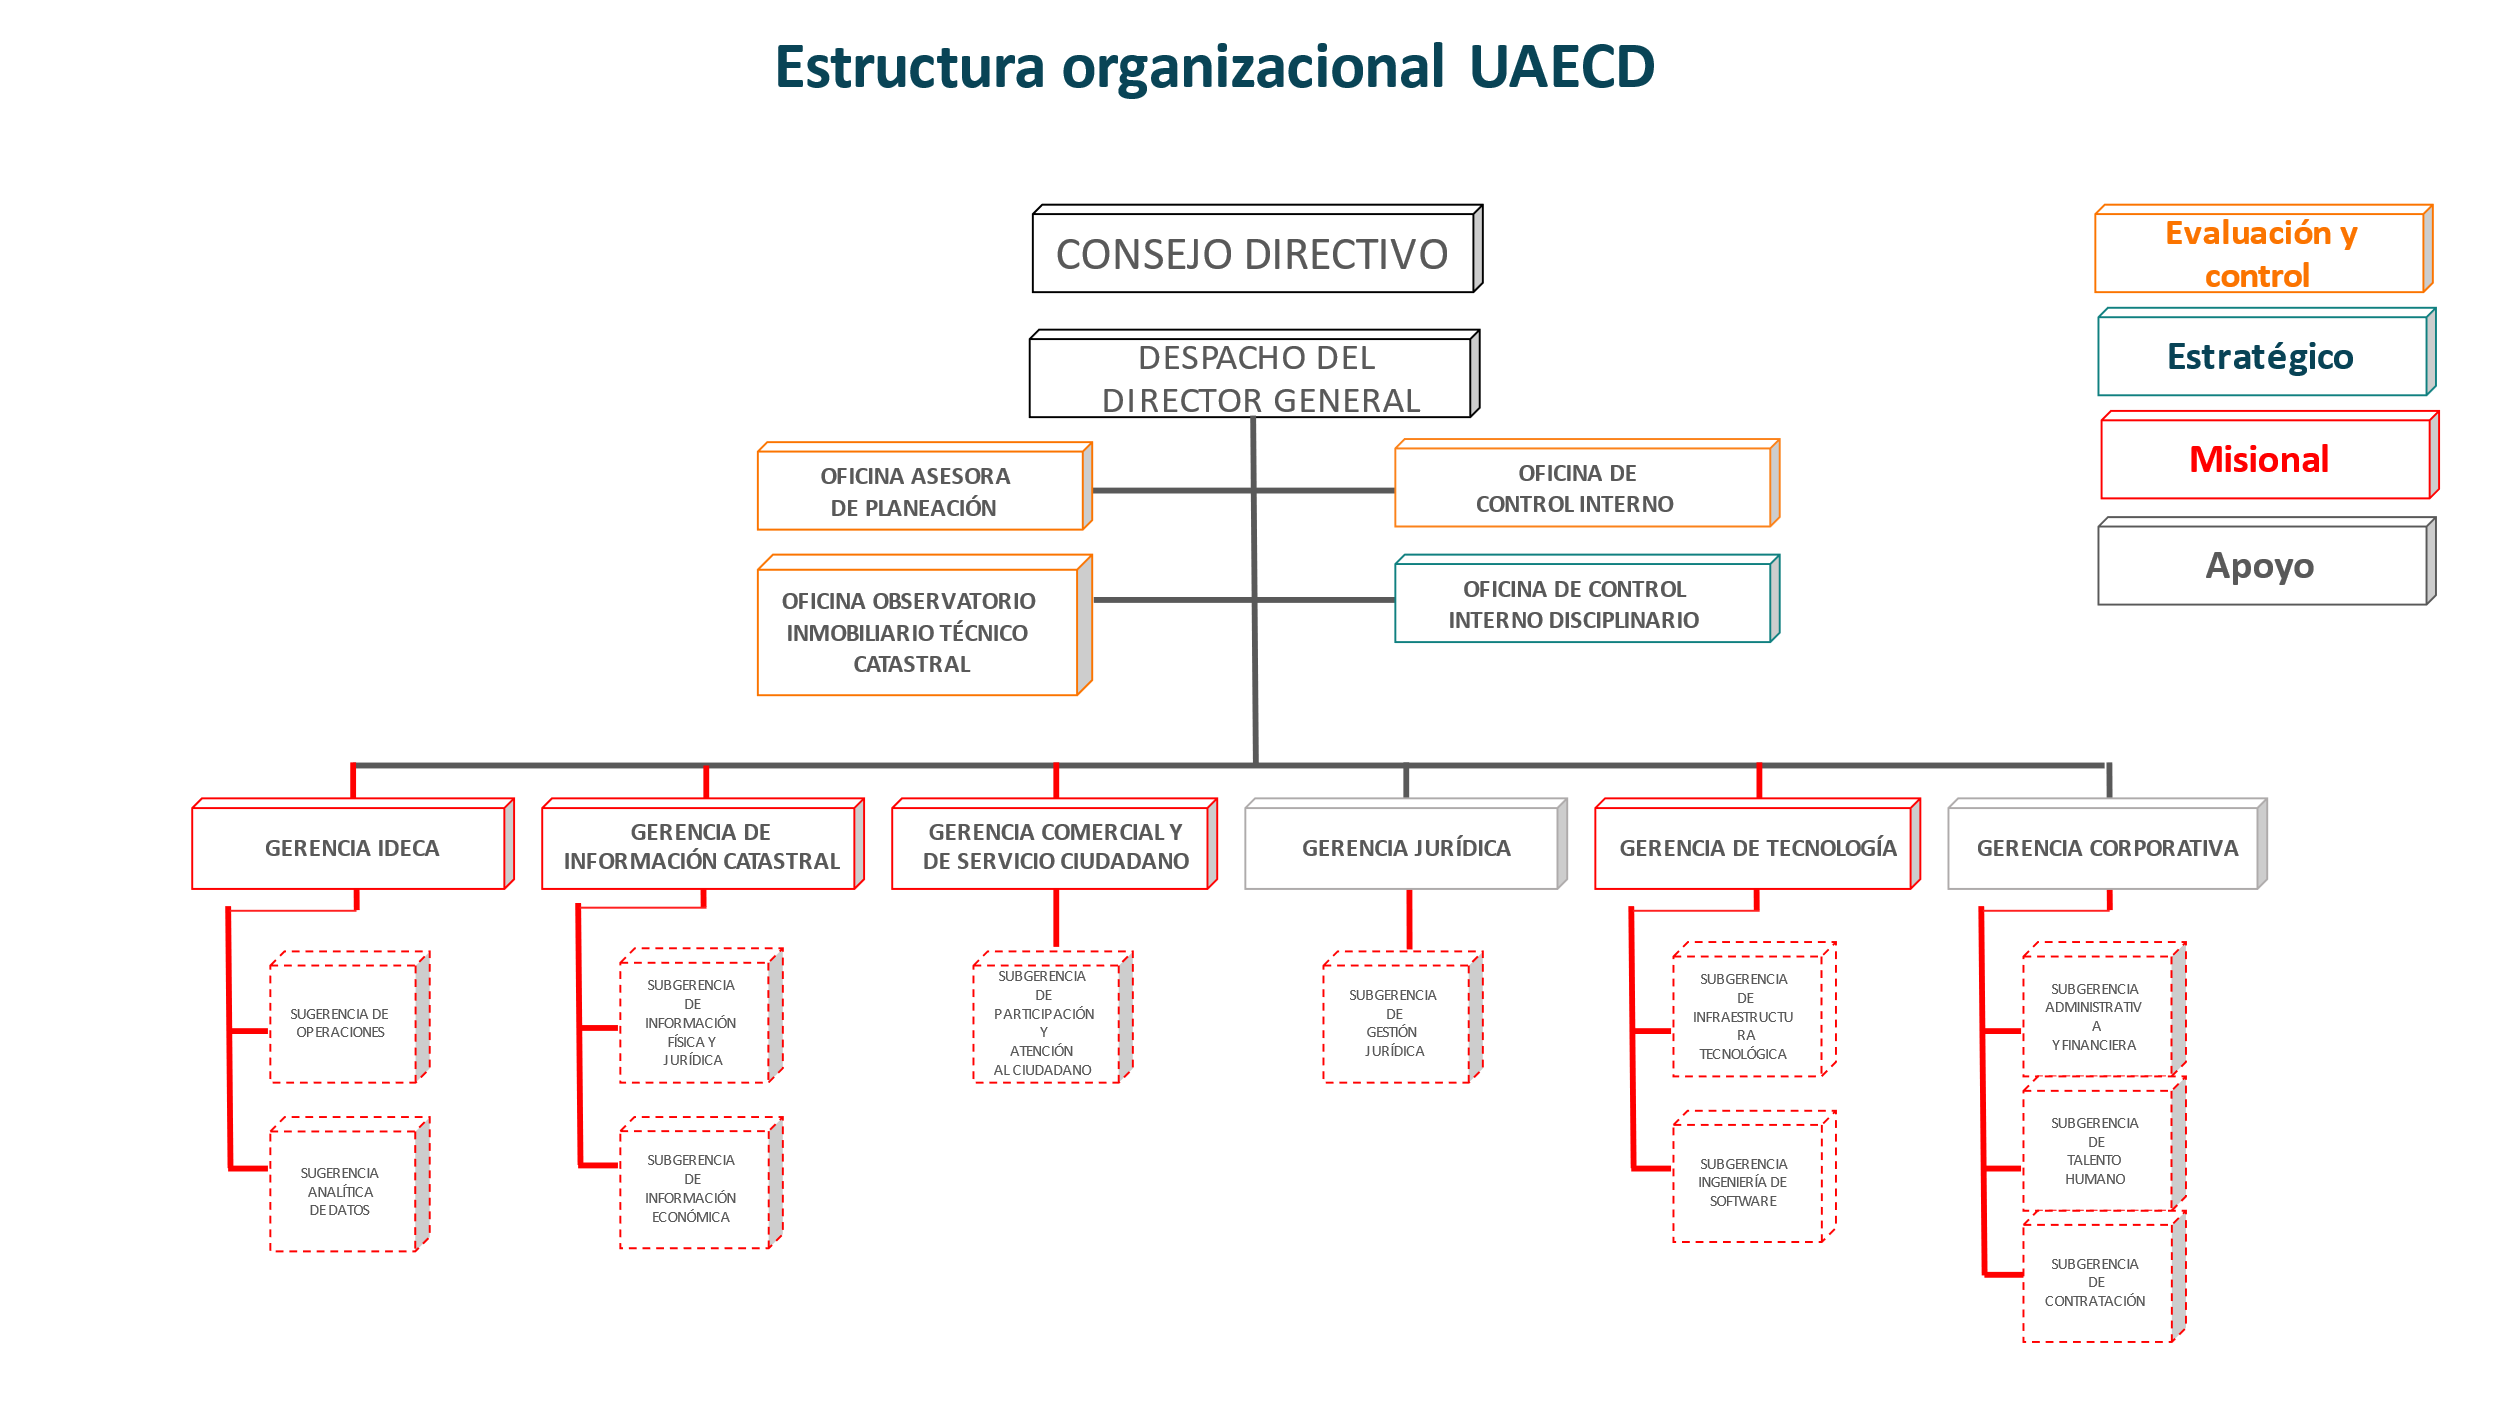 Estructura organizacional UAECD
CONSEJO DIRECTIVO
DESPACHO DEL
DIRECTOR GENERAL
Evaluación y
control
Estratégico
Misional
Apoyo
OFICINA ASESORA
DE PLANEACIÓN
OFICINA DE
CONTROL INTERNO
OFICINA OBSERVATORIO
INMOBILIARIO TÉCNICO
CATASTRAL
OFICINA DE CONTROL
INTERNO DISCIPLINARIO
GERENCIA IDECA
GERENCIA DE
INFORMACIÓN CATASTRAL
GERENCIA COMERCIAL Y
DE SERVICIO CIUDADANO
GERENCIA JURÍDICA
GERENCIA DE TECNOLOGÍA
GERENCIA CORPORATIVA
SUGERENCIA DE
OPERACIONES
SUGERENCIA
ANALÍTICA
DE DATOS
SUBGERENCIA
DE
INFORMACIÓN
FÍSICA Y
JURÍDICA
SUBGERENCIA
DE
INFORMACIÓN
ECONÓMICA
SUBGERENCIA
DE
PARTICIPACIÓN
Y
ATENCIÓN
AL CIUDADANO
SUBGERENCIA
DE
GESTIÓN
JURÍDICA
SUBGERENCIA
DE
INFRAESTRUCTU
RA
TECNOLÓGICA
SUBGERENCIA
INGENIERÍA DE
SOFTWARE
SUBGERENCIA
ADMINISTRATIV
A
Y FINANCIERA
SUBGERENCIA
DE
TALENTO
HUMANO
SUBGERENCIA
DE
CONTRATACIÓN